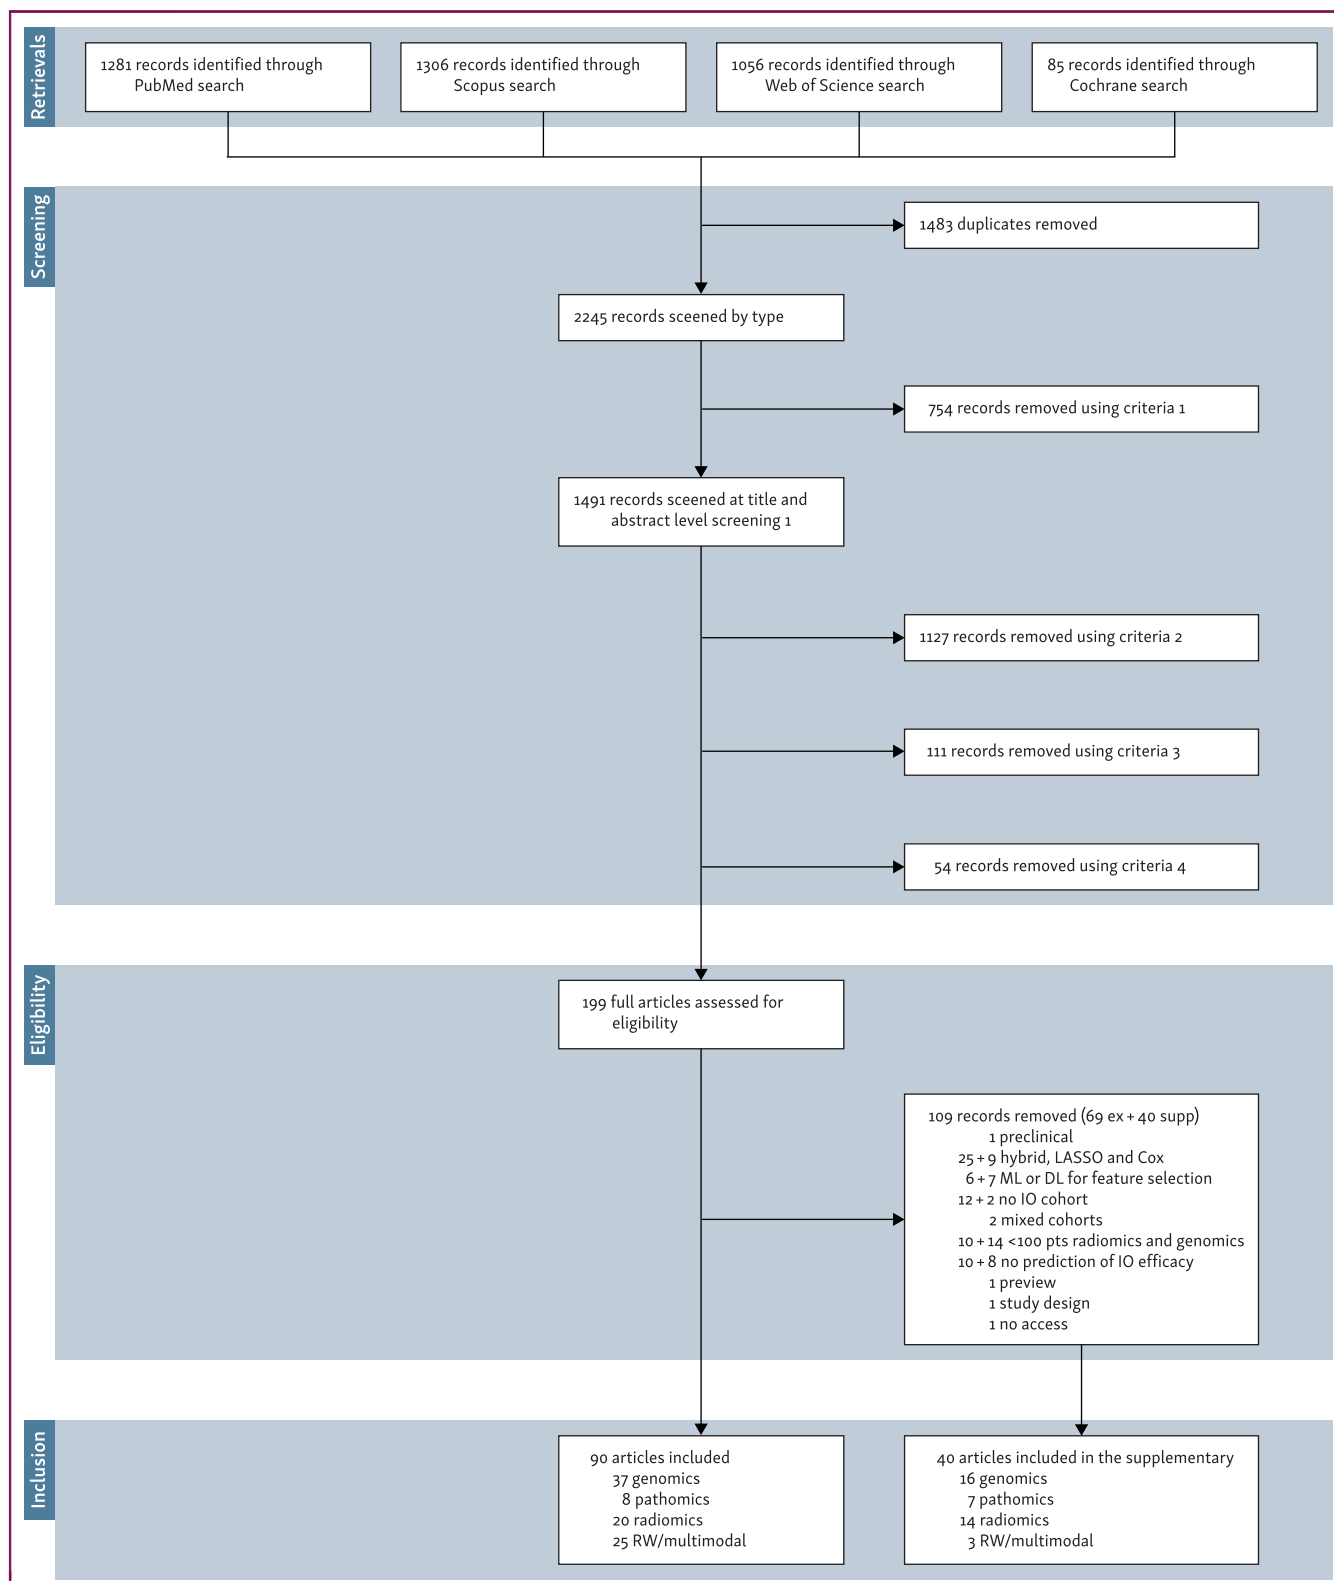 Retrievals
1281 records identified through
PubMed search
1306 records identified through
Scopus search
1056 records identified through
Web of Science search
85 records identified through
Cochrane search
Screening
1483 duplicates removed
2245 records sceened by type
754 records removed using criteria 1
1491 records sceened at title and
abstract level screening 1
1127 records removed using criteria 2
111 records removed using criteria 3
54 records removed using criteria 4
Eligibility
199 full articles assessed for
eligibility
109 records removed (69 ex + 40 supp)
1 preclinical
25 + 9 hybrid, LASSO and Cox
6 + 7 ML or DL for feature selection
12 + 2 no IO cohort
2 mixed cohorts
10 + 14 <100 pts radiomics and genomics
10 + 8 no prediction of IO efficacy
1 preview
1 study design
1 no access
Inclusion
90 articles included
37 genomics
8 pathomics
20 radiomics
25 RW/multimodal
40 articles included in the supplementary
16 genomics
7 pathomics
14 radiomics
3 RW/multimodal